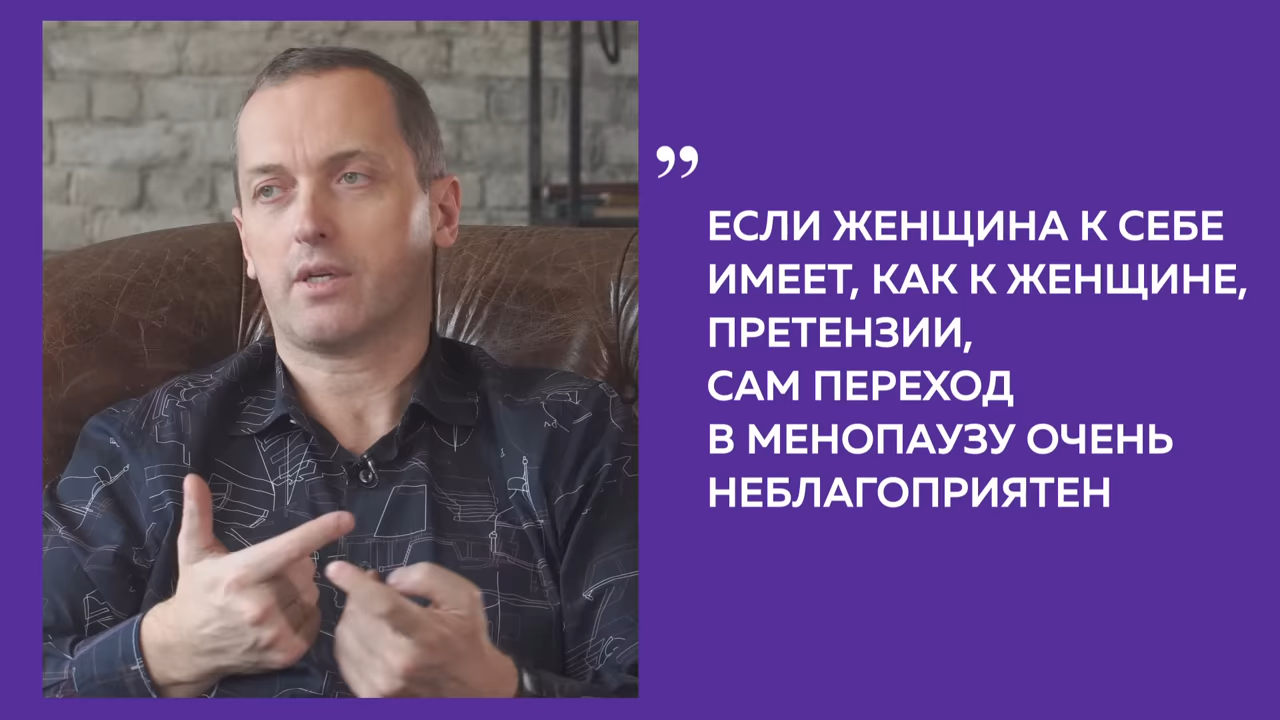 ”
ЕСЛИ ЖЕНЩИНА К СЕБЕ
ИМЕЕТ, КАК К ЖЕНЩИНЕ,
ПРЕТЕНЗИИ,
САМ ПЕРЕХОД
В МЕНОПАУЗУ ОЧЕНЬ
НЕБЛАГОПРИЯТЕН